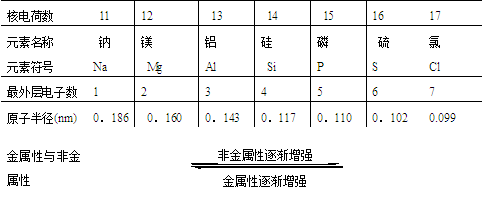 核电荷数 11 12 13 14 15 16 17
元素名称 钠 镁 铝 硅 磷 硫 氯
元素符号 Na Mg Al Si P S Cl
最外层电子数 1 2 3 4 5 6 7
原子半径(nm) 0．186 0．160 0．143 0．117 0．110 0．102 0.099
金属性与非金 非金属性逐渐增强
属性 金属性逐渐增强